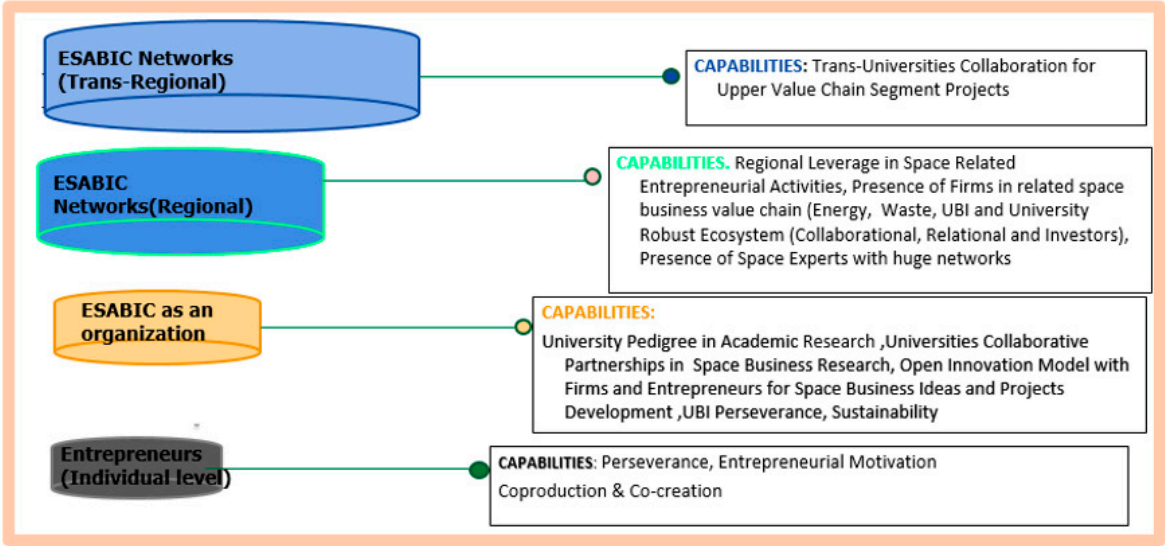 ESABIC Networks
(Trans-Regional)
CAPABILITIES: Trans-Universities Collaboration for
Upper Value Chain Segment Projects
ESABIC
Networks(Regional)
CAPABILITIES. Regional Leverage in Space Related
Entrepreneurial Activities, Presence of Firms in related space
business value chain (Energy, Waste, UBI and University
Robust Ecosystem (Collaborational, Relational and Investors),
Presence of Space Experts with huge networks
ESABIC as an
organization
CAPABILITIES:
University Pedigree in Academic Research ,Universities Collaborative
Partnerships in Space Business Research, Open Innovation Model with
Firms and Entrepreneurs for Space Business Ideas and Projects
Development ,UBI Perseverance, Sustainability
Entrepreneurs
(Individual level)
CAPABILITIES: Perseverance, Entrepreneurial Motivation
Coproduction & Co-creation